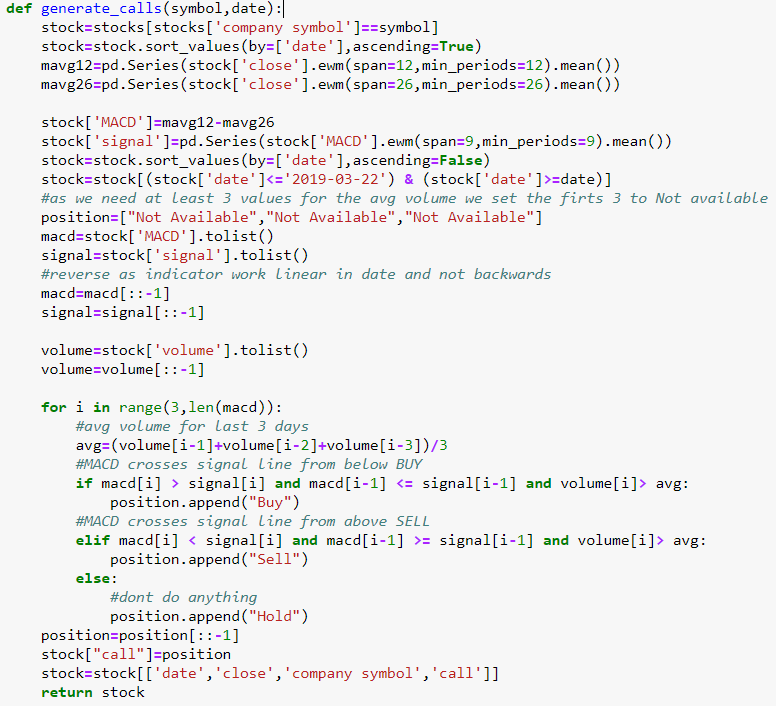 def generate_calls(symbol,date):
    stock=stocks[stocks['company symbol']==symbol]
    stock=stock.sort_values(by=['date'],ascending=True)
    mavg12=pd.Series(stock['close'].ewm(span=12,min_periods=12).mean())
    mavg26=pd.Series(stock['close'].ewm(span=26,min_periods=26).mean())

    stock['MACD']=mavg12-mavg26
    stock['signal']=pd.Series(stock['MACD'].ewm(span=9,min_periods=9).mean())
    stock=stock.sort_values(by=['date'],ascending=False)
    stock=stock[(stock['date']<='2019-03-22') & (stock['date']>=date)]
    #as we need at least 3 values for the avg volume we set the firts 3 to Not available
    position=["Not Available","Not Available","Not Available"]
    macd=stock['MACD'].tolist()
    signal=stock['signal'].tolist()
    #reverse as indicator work linear in date and not backwards
    macd=macd[::-1]
    signal=signal[::-1]

    volume=stock['volume'].tolist()
    volume=volume[::-1]

    for i in range(3,len(macd)):
        #avg volume for last 3 days
        avg=(volume[i-1]+volume[i-2]+volume[i-3])/3
        #MACD crosses signal line from below BUY
        if macd[i] > signal[i] and macd[i-1] <= signal[i-1] and volume[i]> avg:
            position.append("Buy")
        #MACD crosses signal line from above SELL
        elif macd[i] < signal[i] and macd[i-1] >= signal[i-1] and volume[i]> avg:
            position.append("Sell")
        else:
            #dont do anything
            position.append("Hold")
    position=position[::-1]
    stock["call"]=position
    stock=stock[['date','close','company symbol','call']]
    return stock